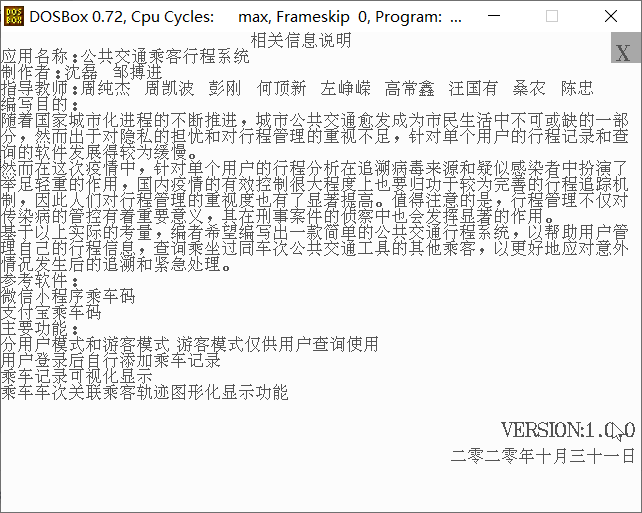 DOSBox 0.72, Cpu Cycles: max, Frameskip 0, Program: ...
相关信息说明
X
应用名称:公共交通乘客行程系统
制作者:沈磊 邹搏进
指导教师:周纯杰 周凯波 彭刚 何顶新 左峥嵘 高常鑫 汪国有 桑农 陈忠
编写目的:
随着国家城市化进程的不断推进，城市公共交通愈发成为市民生活中不可或缺的一部
分，然而出于对隐私的担忧和对行程管理的重视不足，针对单个用户的行程记录和查
询的软件发展得较为缓慢。
然而在这次疫情中，针对单个用户的行程分析在追溯病毒来源和疑似感染者中扮演了
举足轻重的作用，国内疫情的有效控制很大程度上也要归功于较为完善的行程追踪机
制，因此人们对行程管理的重视度也有了显著提高。值得注意的是，行程管理不仅对
传染病的管控有着重要意义，其在刑事案件的侦察中也会发挥显著的作用。
基于以上实际的考量，编者希望编写出一款简单的公共交通行程系统，以帮助用户管
理自己的行程信息，查询乘坐过同车次公共交通工具的其他乘客，以更好地应对意外
情况发生后的追溯和紧急处理。
参考软件:
微信小程序乘车码
支付宝乘车码
主要功能:
分用户模式和游客模式 游客模式仅供用户查询使用
用户登录后自行添加乘车记录
乘车记录可视化显示
乘车车次关联乘客轨迹图形化显示功能
VERSION:1.0.0
二零二零年十月三十一日